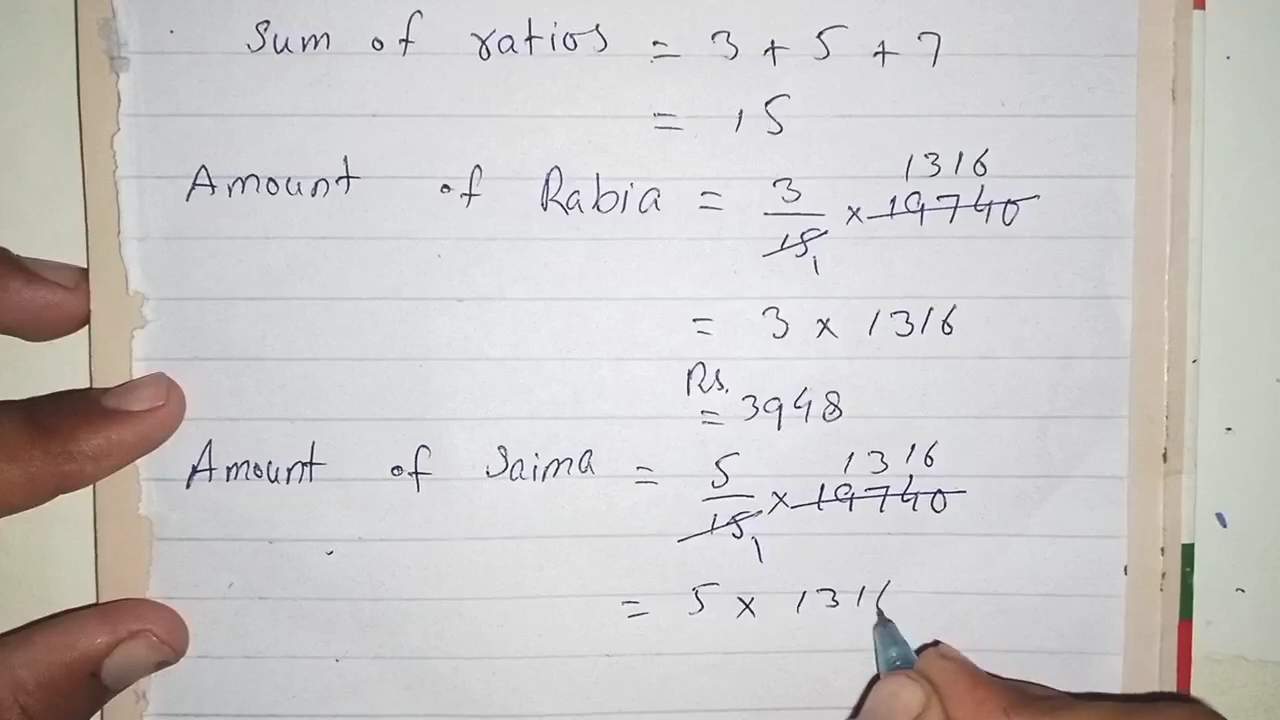 Sum of ratios = 3 + 5 + 7
= 15
Amount of Rabia = 3/15 1 × 19740 1316
= 3 × 1316
Rs.
= 3948
Amount of Saima = 5/15 1 × 19740 1316
= 5 × 1316